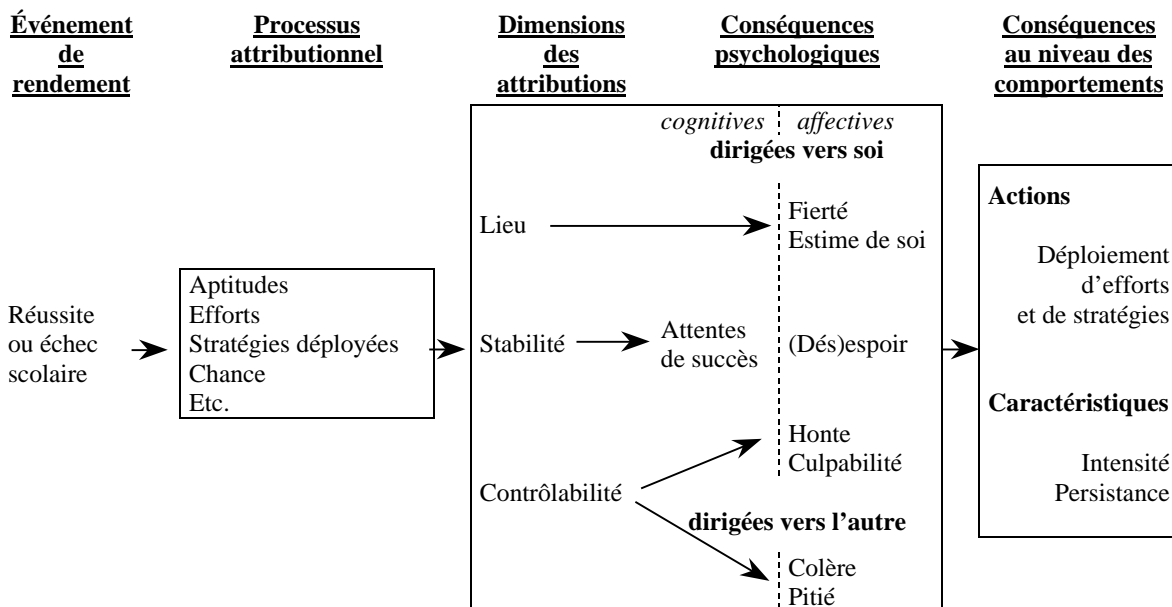 Événement
de
rendement
Processus
attributionnel
Dimensions
des
attributions
Conséquences
psychologiques
Conséquences
au niveau des
comportements
cognitives affectives
dirigées vers soi
Réussite
ou échec
scolaire
Aptitudes
Efforts
Stratégies déployées
Chance
Etc.
Lieu
Fierté
Estime de soi
Stabilité
Attentes
de succès
(Dés)espoir
Contrôlabilité
Honte
Culpabilité
dirigées vers l'autre
Colère
Pitié
Actions
Déploiement
d'efforts
et de stratégies
Caractéristiques
Intensité
Persistance